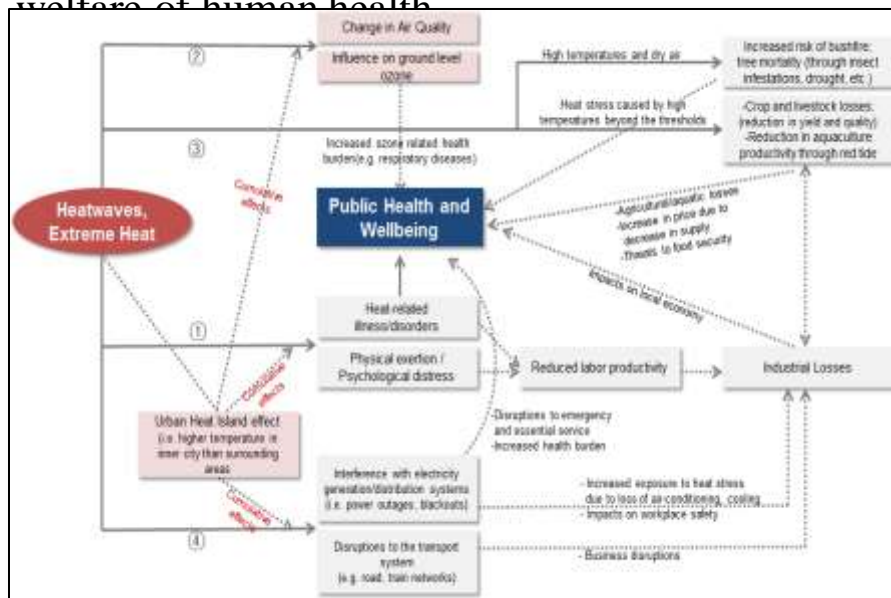 welfare of human health
Change in Air Quality
Influence on ground level
ozone
②
High temperatures and dry air
Increased risk of bushfire;
tree mortality (through insect
infestations, drought, etc.)
Heat stress caused by high
temperatures beyond the thresholds
-Crop and livestock losses
(reduction in yield and quality)
-Reduction in aquaculture
productivity through red tide
③
Increased ozone related health
burden(e.g. respiratory diseases)
Cumulative
effects
Heatwaves,
Extreme Heat
Public Health and
Wellbeing
-Agricultural/aquatic losses
-Increase in price due to
decrease in supply
-Threats to food security
Impacts on local economy
①
Heat-related
illness/disorders
Physical exertion /
Psychological distress
Reduced labor productivity
Industrial Losses
Cumulative
effects
Urban Heat Island effect
(i.e. higher temperature in
inner city than surrounding
areas
-Disruptions to emergency
and essential service
-Increased health burden
Cumulative
effects
Interference with electricity
generation/distribution systems
(i.e. power outages, blackouts)
- Increased exposure to heat stress
due to loss of air-conditioning, cooling
- Impacts on workplace safety
④
Disruptions to the transport
system
(e.g. road, train networks)
- Business disruptions